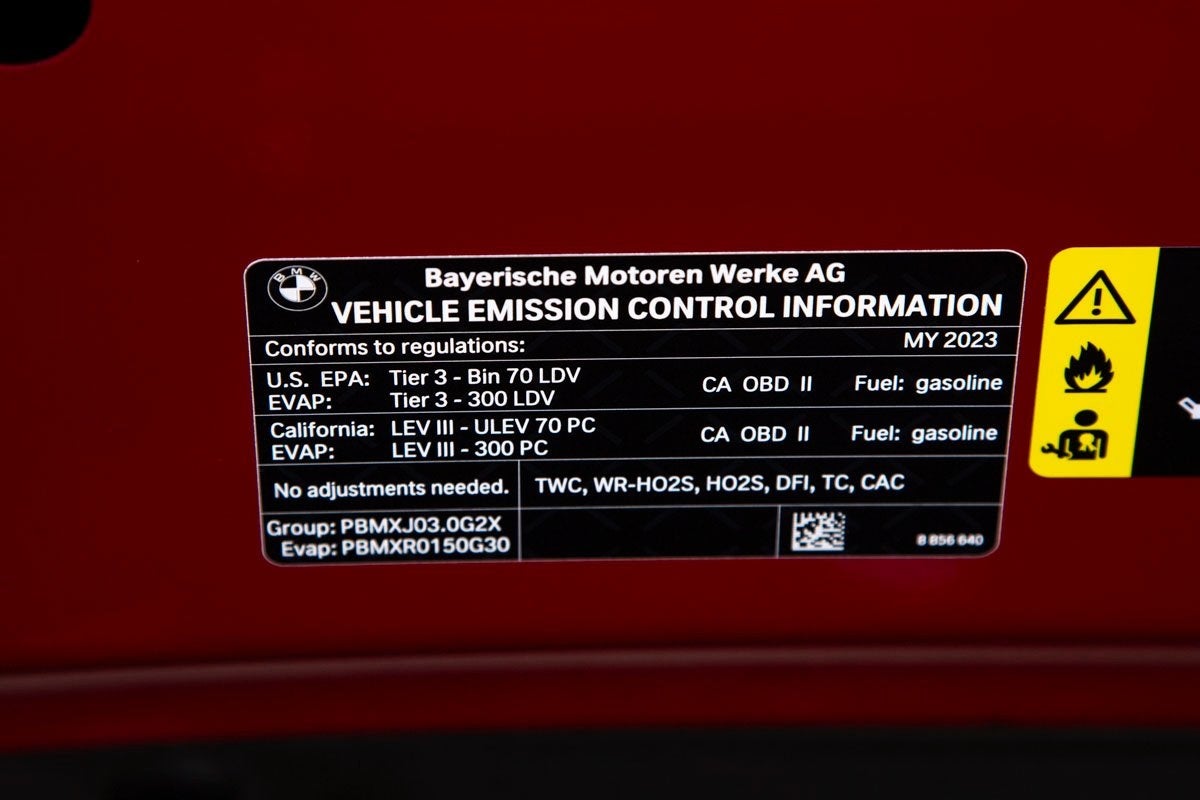 BMW
Bayerische Motoren Werke AG
VEHICLE EMISSION CONTROL INFORMATION
Conforms to regulations: MY 2023
U.S. EPA: Tier 3 - Bin 70 LDV CA OBD II Fuel: gasoline
EVAP: Tier 3 - 300 LDV
California: LEV III - ULEV 70 PC CA OBD II Fuel: gasoline
EVAP: LEV III - 300 PC
No adjustments needed. TWC, WR-HO2S, HO2S, DFI, TC, CAC
Group: PBMXJ03.0G2X
Evap: PBMXR0150G30
8 856 640